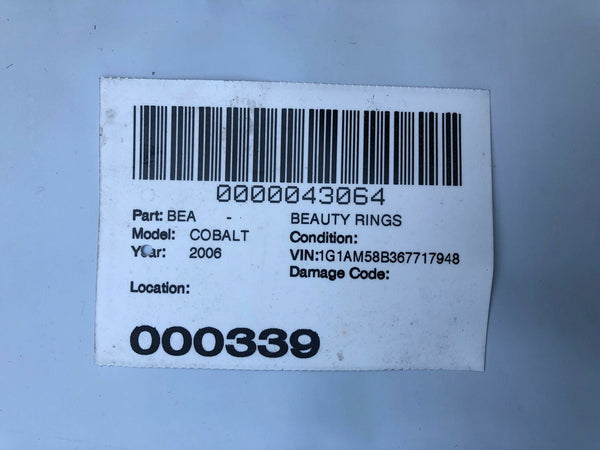 0000043064
Part: BEA - BEAUTY RINGS
Model: COBALT Condition:
Year: 2006 VIN:1G1AM58B367717948
Damage Code:
Location:
000339